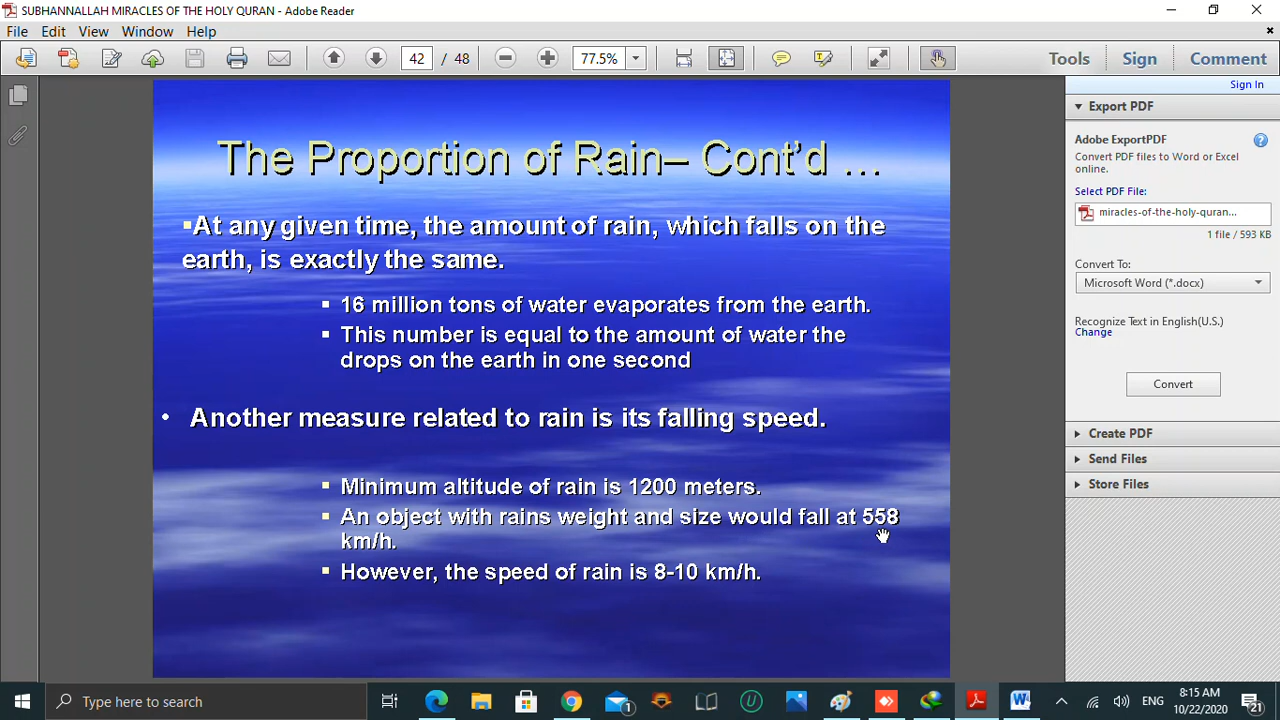 SUBHANNALLAH MIRACLES OF THE HOLY QURAN - Adobe Reader
File Edit View Window Help
42 / 48 77.5% Tools Sign Comment
Sign In
Export PDF
Adobe ExportPDF
Convert PDF files to Word or Excel
online.
Select PDF File:
miracles-of-the-holy-quran...
1 file / 593 KB
Convert To:
Microsoft Word (*.docx)
Recognize Text in English(U.S.)
Change
Convert
Create PDF
Send Files
Store Files
The Proportion of Rain– Cont’d …
▪At any given time, the amount of rain, which falls on the
earth, is exactly the same.
▪ 16 million tons of water evaporates from the earth.
▪ This number is equal to the amount of water the
drops on the earth in one second
• Another measure related to rain is its falling speed.
▪ Minimum altitude of rain is 1200 meters.
▪ An object with rains weight and size would fall at 558
km/h.
▪ However, the speed of rain is 8-10 km/h.
Type here to search
1
U
W
ENG
8:15 AM
10/22/2020
21